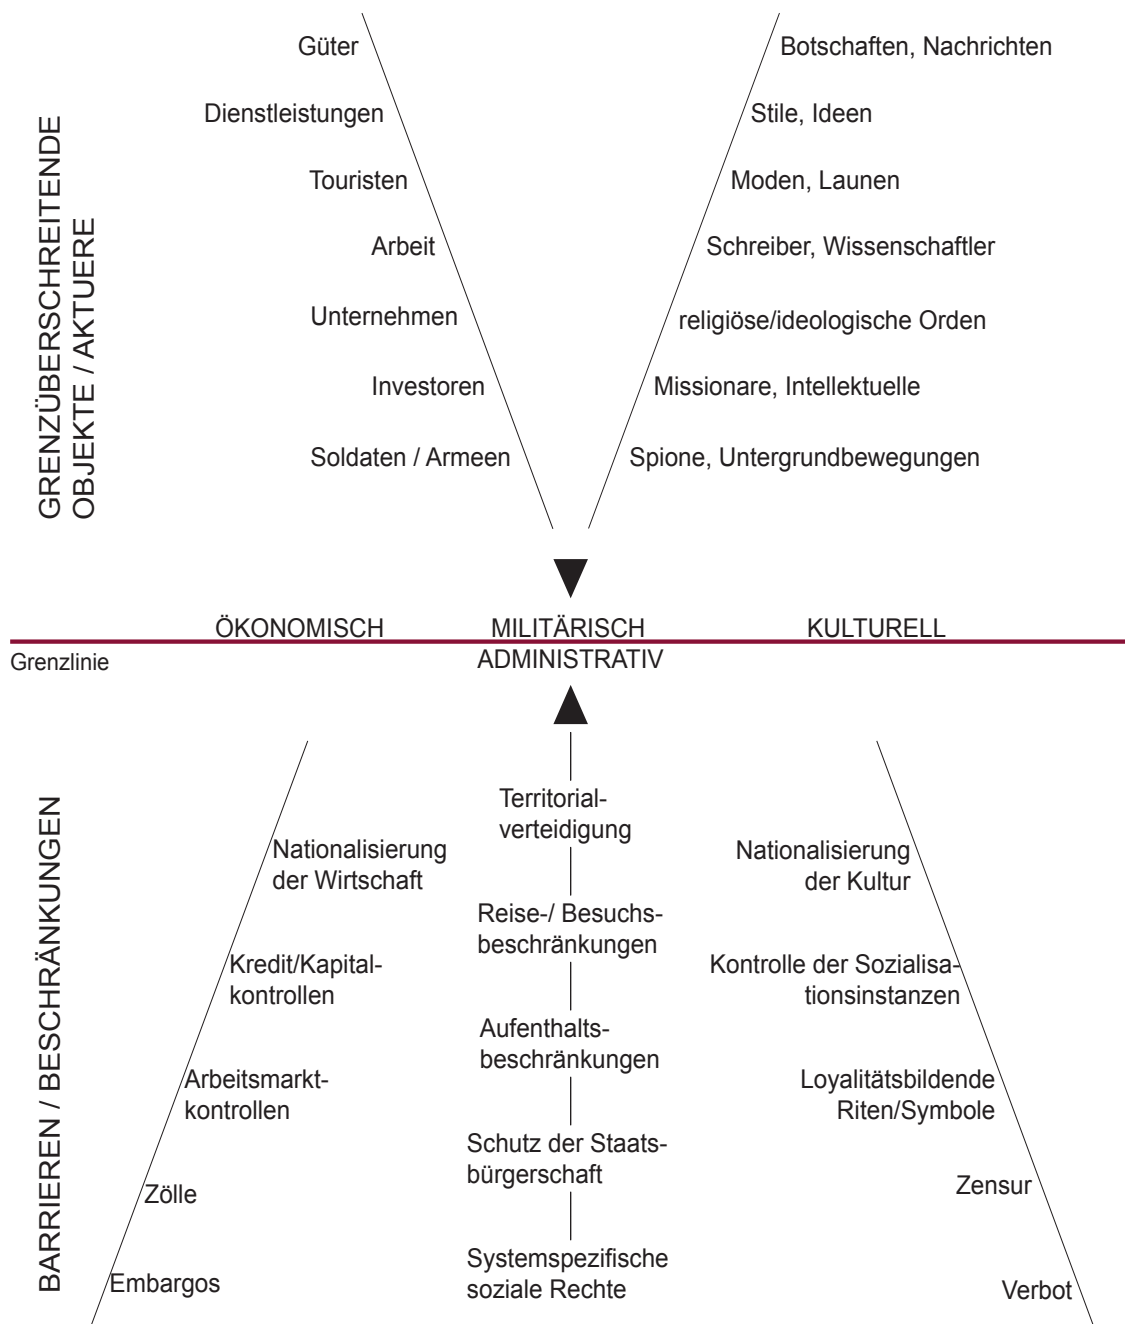 GRENZÜBERSCHREITENDE
OBJEKTE / AKTUERE
Güter
Dienstleistungen
Touristen
Arbeit
Unternehmen
Investoren
Soldaten / Armeen
Botschaften, Nachrichten
Stile, Ideen
Moden, Launen
Schreiber, Wissenschaftler
religiöse/ideologische Orden
Missionare, Intellektuelle
Spione, Untergrundbewegungen
ÖKONOMISCH
MILITÄRISCH
KULTURELL
Grenzlinie
ADMINISTRATIV
BARRIEREN / BESCHRÄNKUNGEN
Nationalisierung
der Wirtschaft
Kredit/Kapital-
kontrollen
Arbeitsmarkt-
kontrollen
Zölle
Embargos
Territorial-
verteidigung
Reise-/ Besuchs-
beschränkungen
Aufenthalts-
beschränkungen
Schutz der Staats-
bürgerschaft
Systemspezifische
soziale Rechte
Nationalisierung
der Kultur
Kontrolle der Sozialisa-
tionsinstanzen
Loyalitätsbildende
Riten/Symbole
Zensur
Verbot